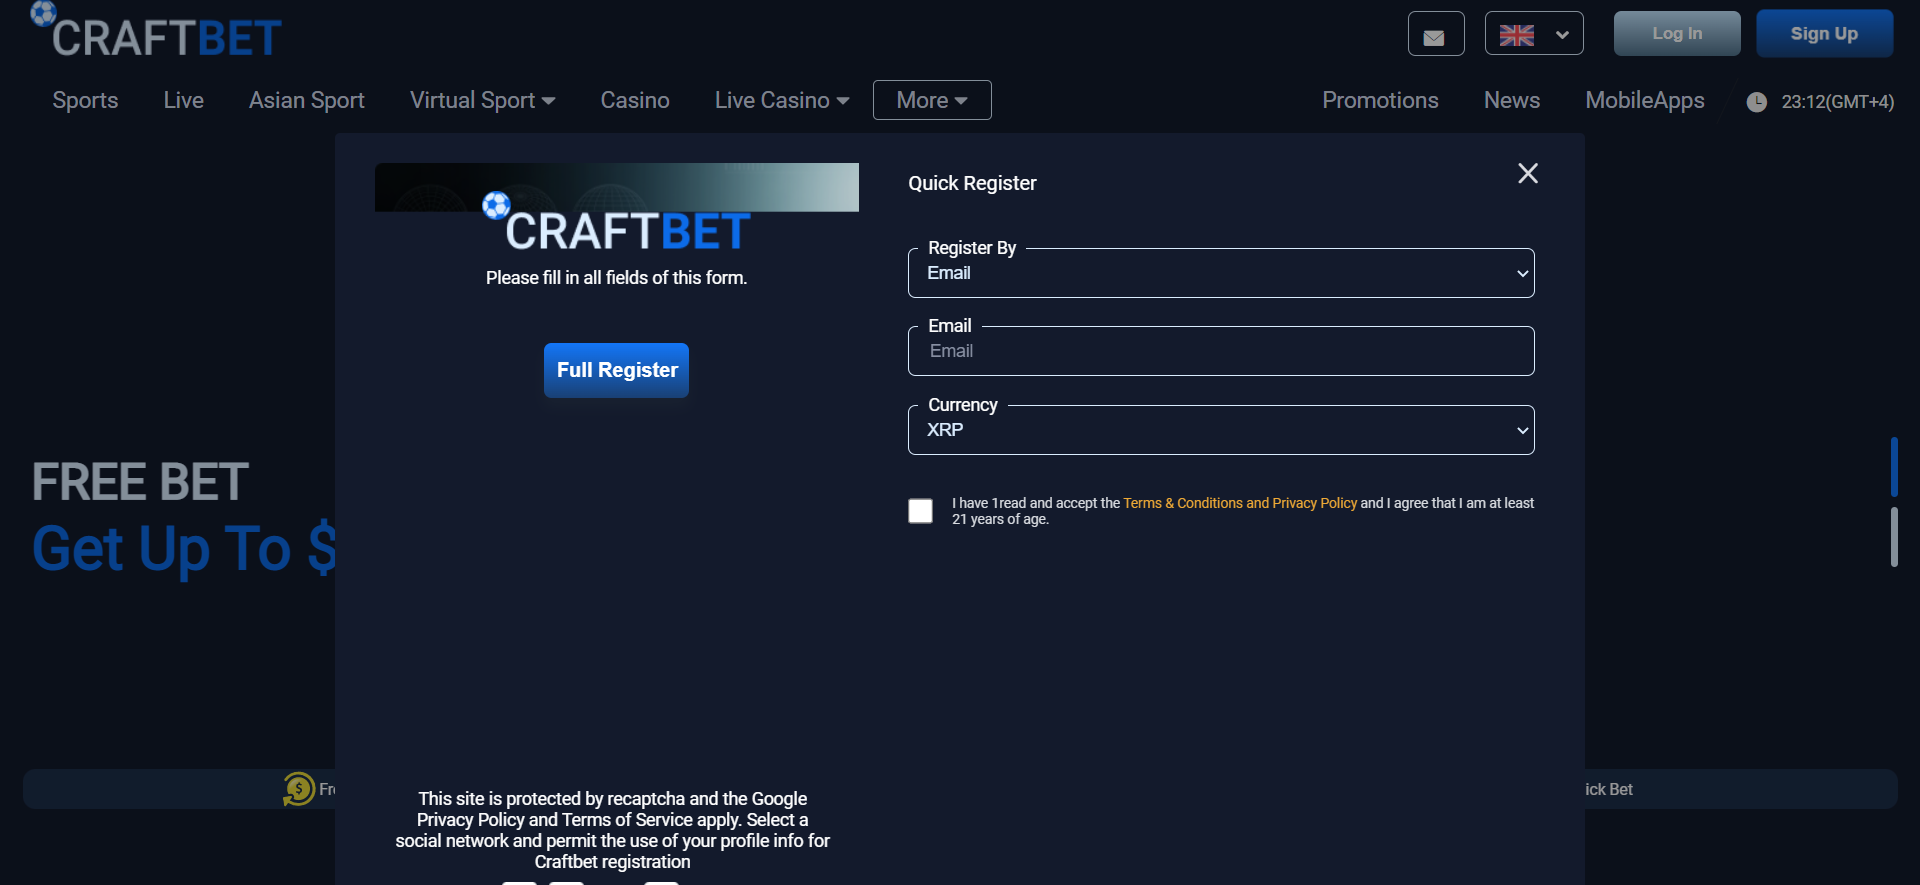 CRAFTBET
Log In
Sign Up
Sports
Live
Asian Sport
Virtual Sport
Casino
Live Casino
More
Promotions
News
MobileApps
23:12(GMT+4)
CRAFTBET
Please fill in all fields of this form.
Full Register
Quick Register
Register By
Email
Email
Email
Currency
XRP
I have 1read and accept the Terms & Conditions and Privacy Policy and I agree that I am at least
21 years of age.
FREE BET
Get Up To $
Fr
ick Bet
This site is protected by recaptcha and the Google
Privacy Policy and Terms of Service apply. Select a
social network and permit the use of your profile info for
Craftbet registration